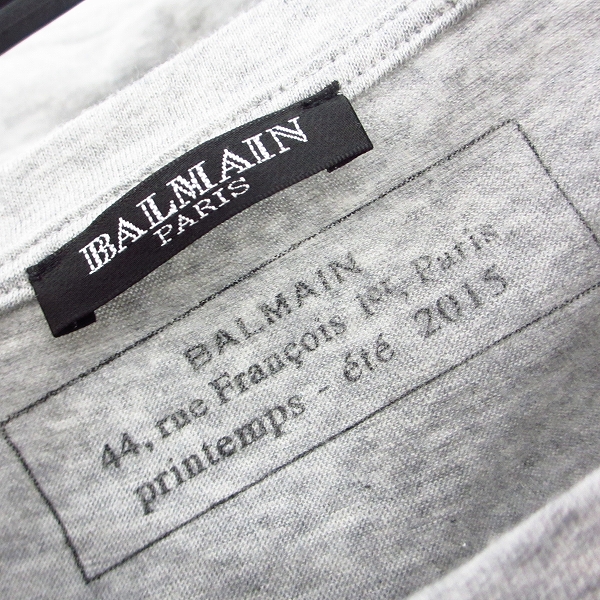 BALMAIN
PARIS
BALMAIN
44, rue François 1er, Paris
printemps - été 2015